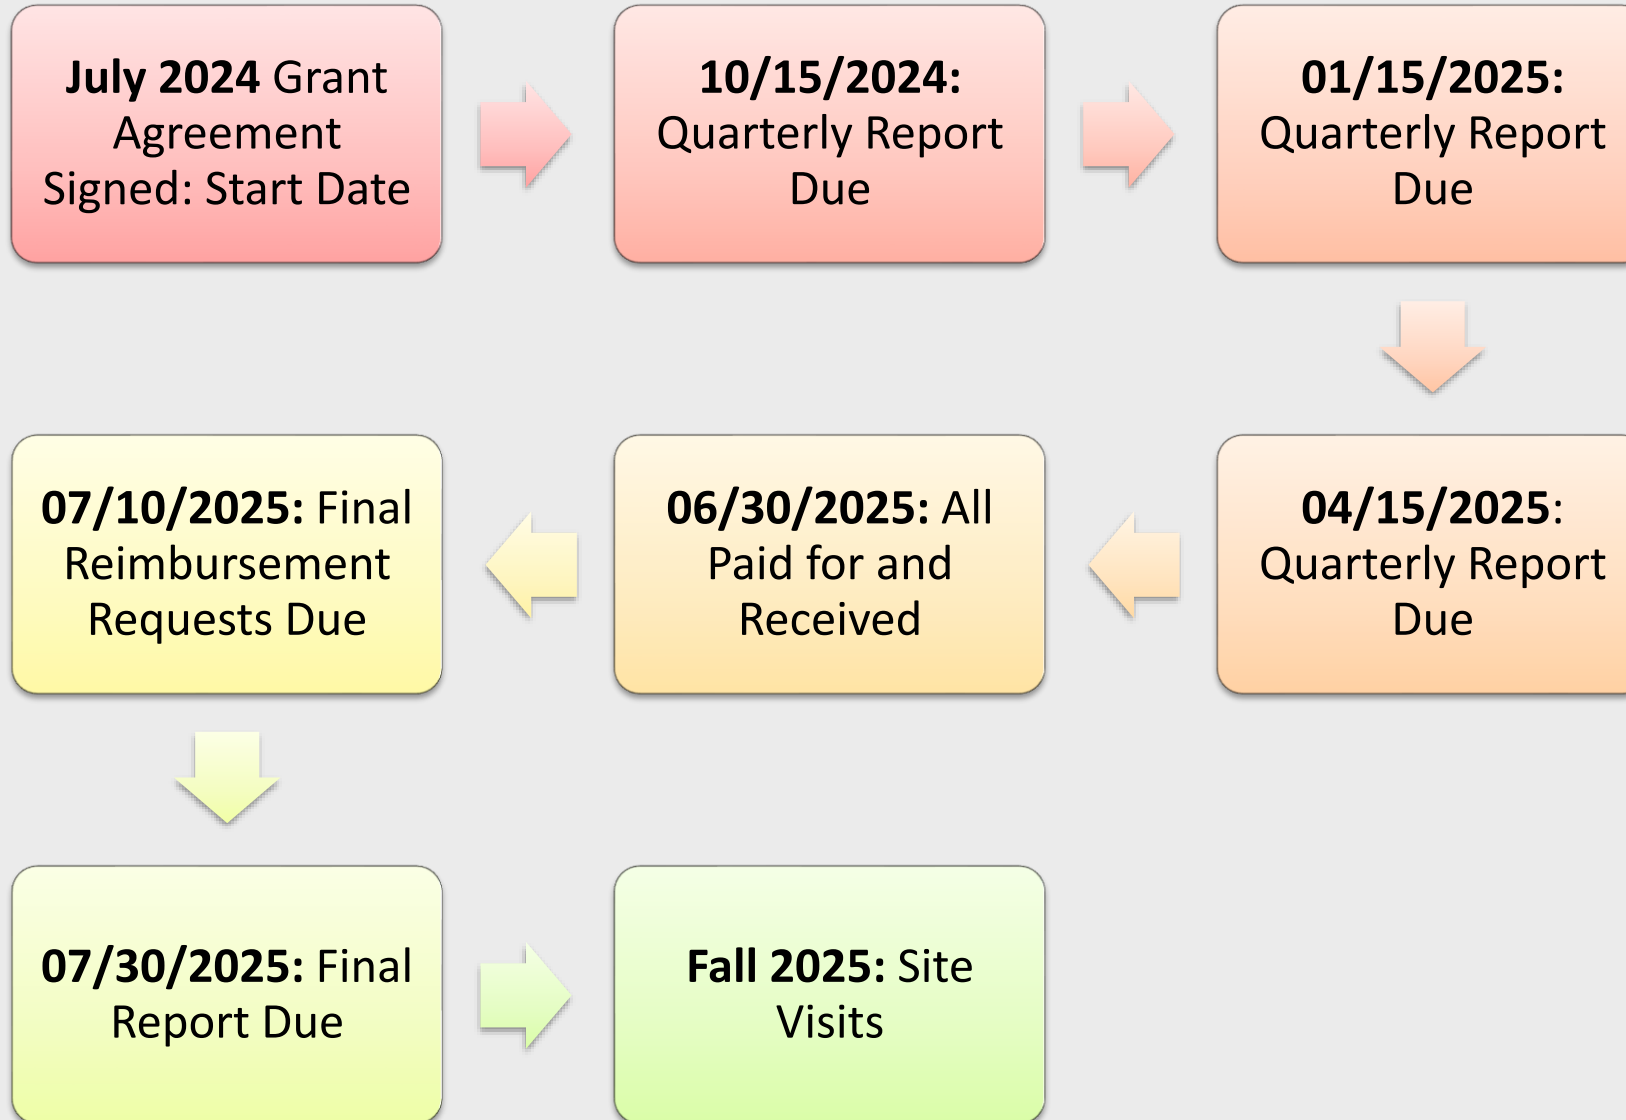 July 2024 Grant
Agreement
Signed: Start Date
10/15/2024:
Quarterly Report
Due
01/15/2025:
Quarterly Report
Due
04/15/2025:
Quarterly Report
Due
06/30/2025: All
Paid for and
Received
07/10/2025: Final
Reimbursement
Requests Due
07/30/2025: Final
Report Due
Fall 2025: Site
Visits